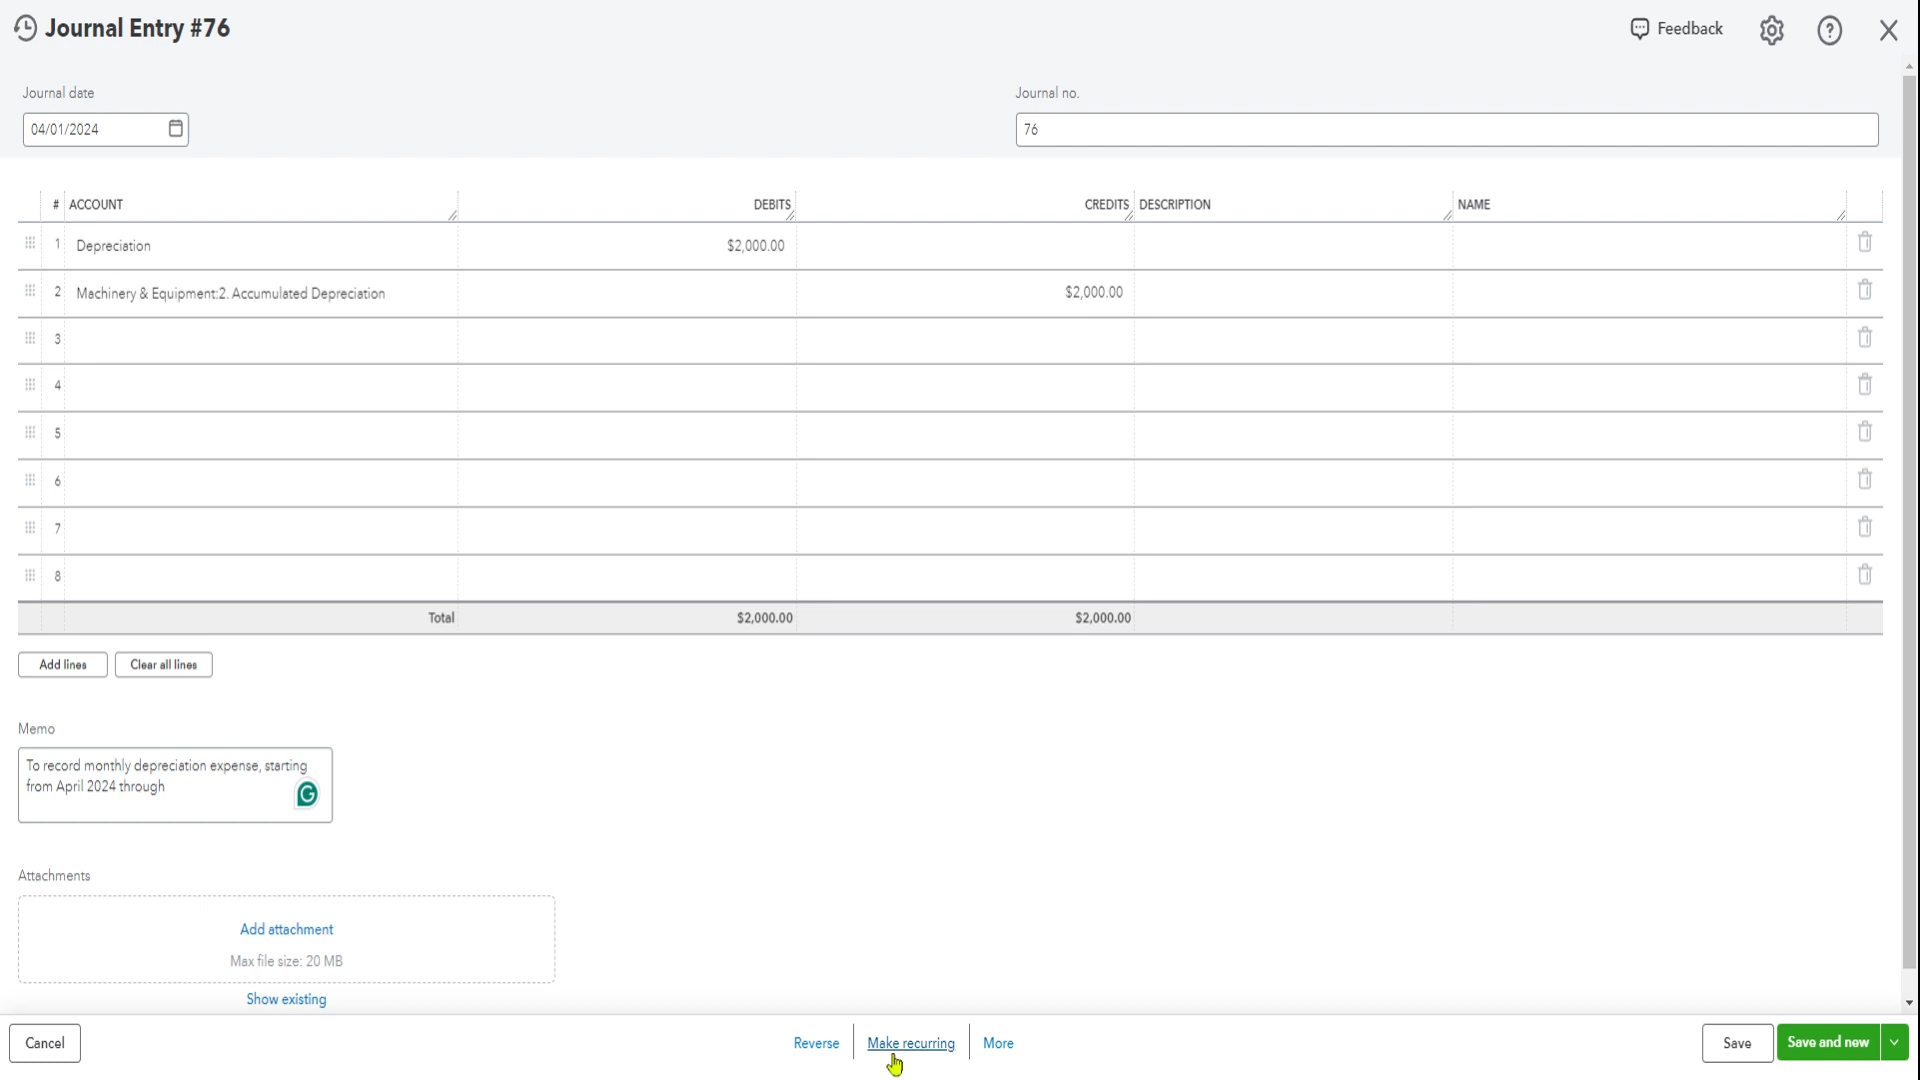 Journal Entry #76
Feedback
Journal date
Journal no.
04/01/2024
76
# ACCOUNT DEBITS CREDITS DESCRIPTION NAME
1 Depreciation $2,000.00
2 Machinery & Equipment:2. Accumulated Depreciation $2,000.00
3
4
5
6
7
8
Total $2,000.00 $2,000.00
Add lines Clear all lines
Memo
To record monthly depreciation expense, starting
from April 2024 through
Attachments
Add attachment
Max file size: 20 MB
Show existing
Cancel Reverse Make recurring More Save Save and new